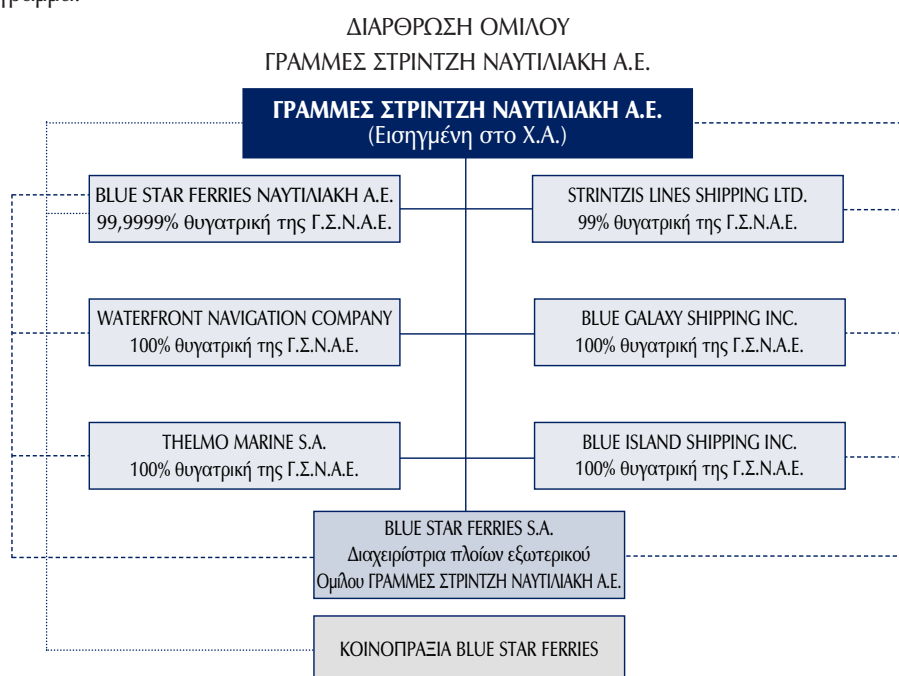 ΔΙΑΡΘΡΩΣΗ ΟΜΙΛΟΥ
ΓΡΑΜΜΕΣ ΣΤΡΙΝΤΖΗ ΝΑΥΤΙΛΙΑΚΗ Α.Ε.
ΓΡΑΜΜΕΣ ΣΤΡΙΝΤΖΗ ΝΑΥΤΙΛΙΑΚΗ Α.Ε.
(Εισηγμένη στο Χ.Α.)
BLUE STAR FERRIES ΝΑΥΤΙΛΙΑΚΗ Α.Ε.
99,9999% θυγατρική της Γ.Σ.Ν.Α.Ε.
STRINTZIS LINES SHIPPING LTD.
99% θυγατρική της Γ.Σ.Ν.Α.Ε.
WATERFRONT NAVIGATION COMPANY
100% θυγατρική της Γ.Σ.Ν.Α.Ε.
BLUE GALAXY SHIPPING INC.
100% θυγατρική της Γ.Σ.Ν.Α.Ε.
THELMO MARINE S.A.
100% θυγατρική της Γ.Σ.Ν.Α.Ε.
BLUE ISLAND SHIPPING INC.
100% θυγατρική της Γ.Σ.Ν.Α.Ε.
BLUE STAR FERRIES S.A.
Διαχειρίστρια πλοίων εξωτερικού
Ομίλου ΓΡΑΜΜΕΣ ΣΤΡΙΝΤΖΗ ΝΑΥΤΙΛΙΑΚΗ Α.Ε.
ΚΟΙΝΟΠΡΑΞΙΑ BLUE STAR FERRIES